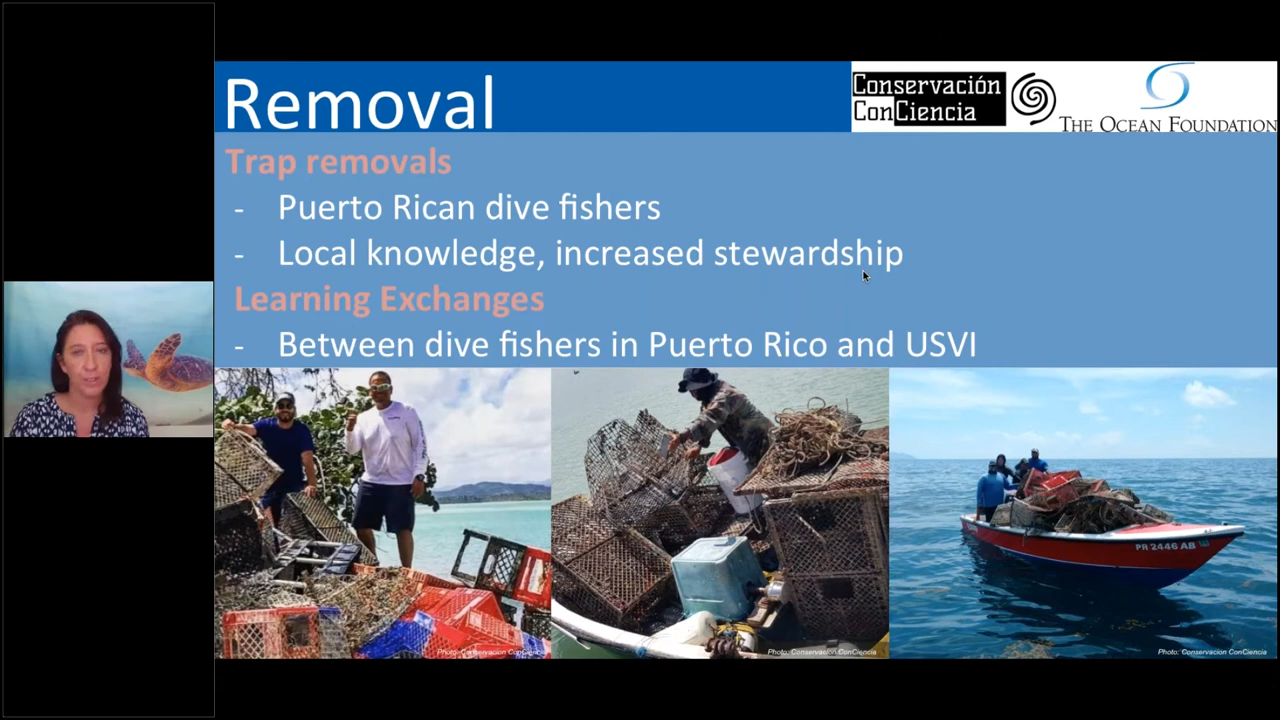 Removal
Conservación
ConCiencia
THE OCEAN FOUNDATION
Trap removals
- Puerto Rican dive fishers
- Local knowledge, increased stewardship
Learning Exchanges
- Between dive fishers in Puerto Rico and USVI
PR 2446 AB
Photo: Conservacion ConCiencia
Photo: Conservacion ConCiencia
Photo: Conservacion ConCiencia